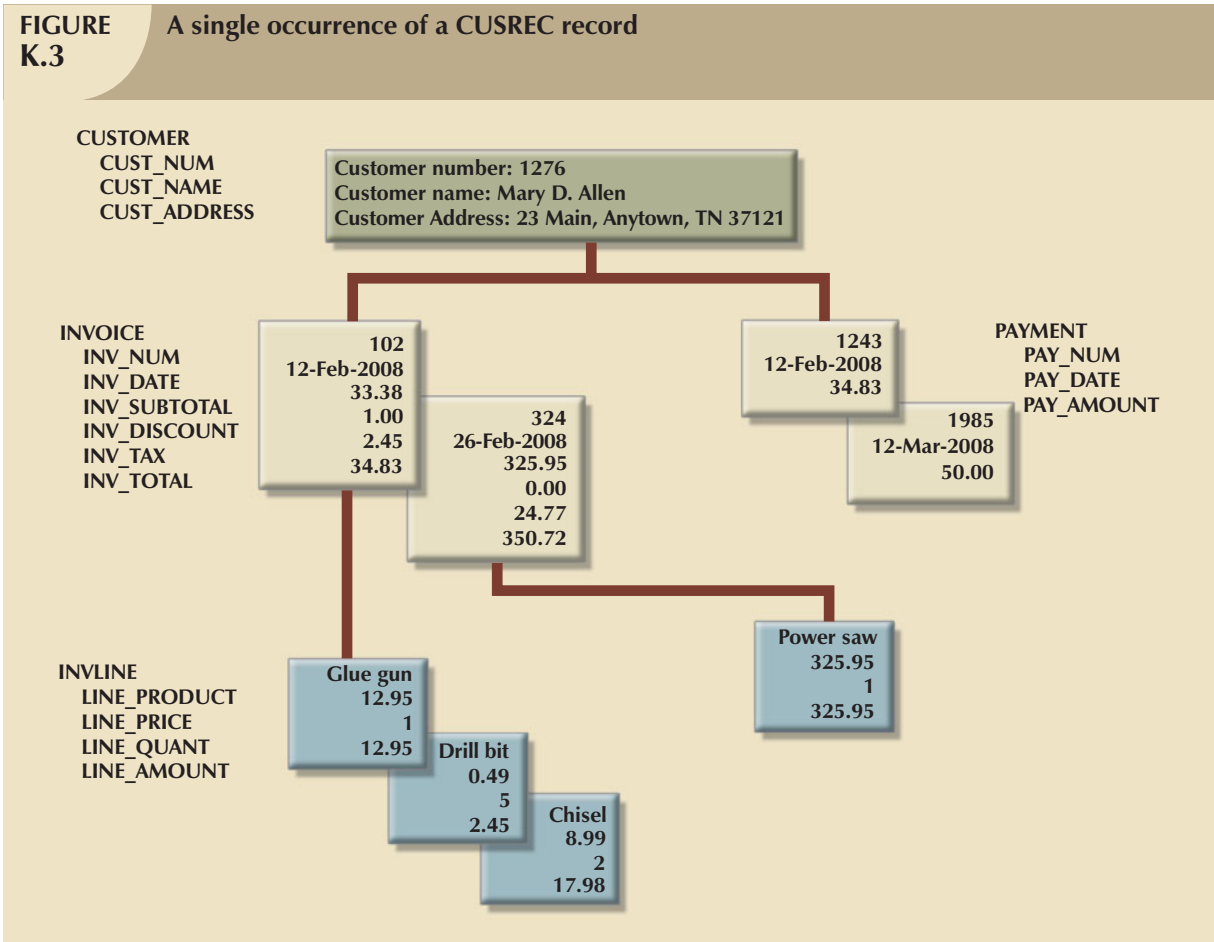 FIGURE
K.3
A single occurrence of a CUSREC record
CUSTOMER
CUST_NUM
CUST_NAME
CUST_ADDRESS
Customer number: 1276
Customer name: Mary D. Allen
Customer Address: 23 Main, Anytown, TN 37121
INVOICE
INV_NUM
INV_DATE
INV_SUBTOTAL
INV_DISCOUNT
INV_TAX
INV_TOTAL
102
12-Feb-2008
33.38
1.00
2.45
34.83
324
26-Feb-2008
325.95
0.00
24.77
350.72
1243
12-Feb-2008
34.83
1985
12-Mar-2008
50.00
PAYMENT
PAY_NUM
PAY_DATE
PAY_AMOUNT
INVLINE
LINE_PRODUCT
LINE_PRICE
LINE_QUANT
LINE_AMOUNT
Glue gun
12.95
1
12.95
Drill bit
0.49
5
2.45
Chisel
8.99
2
17.98
Power saw
325.95
1
325.95